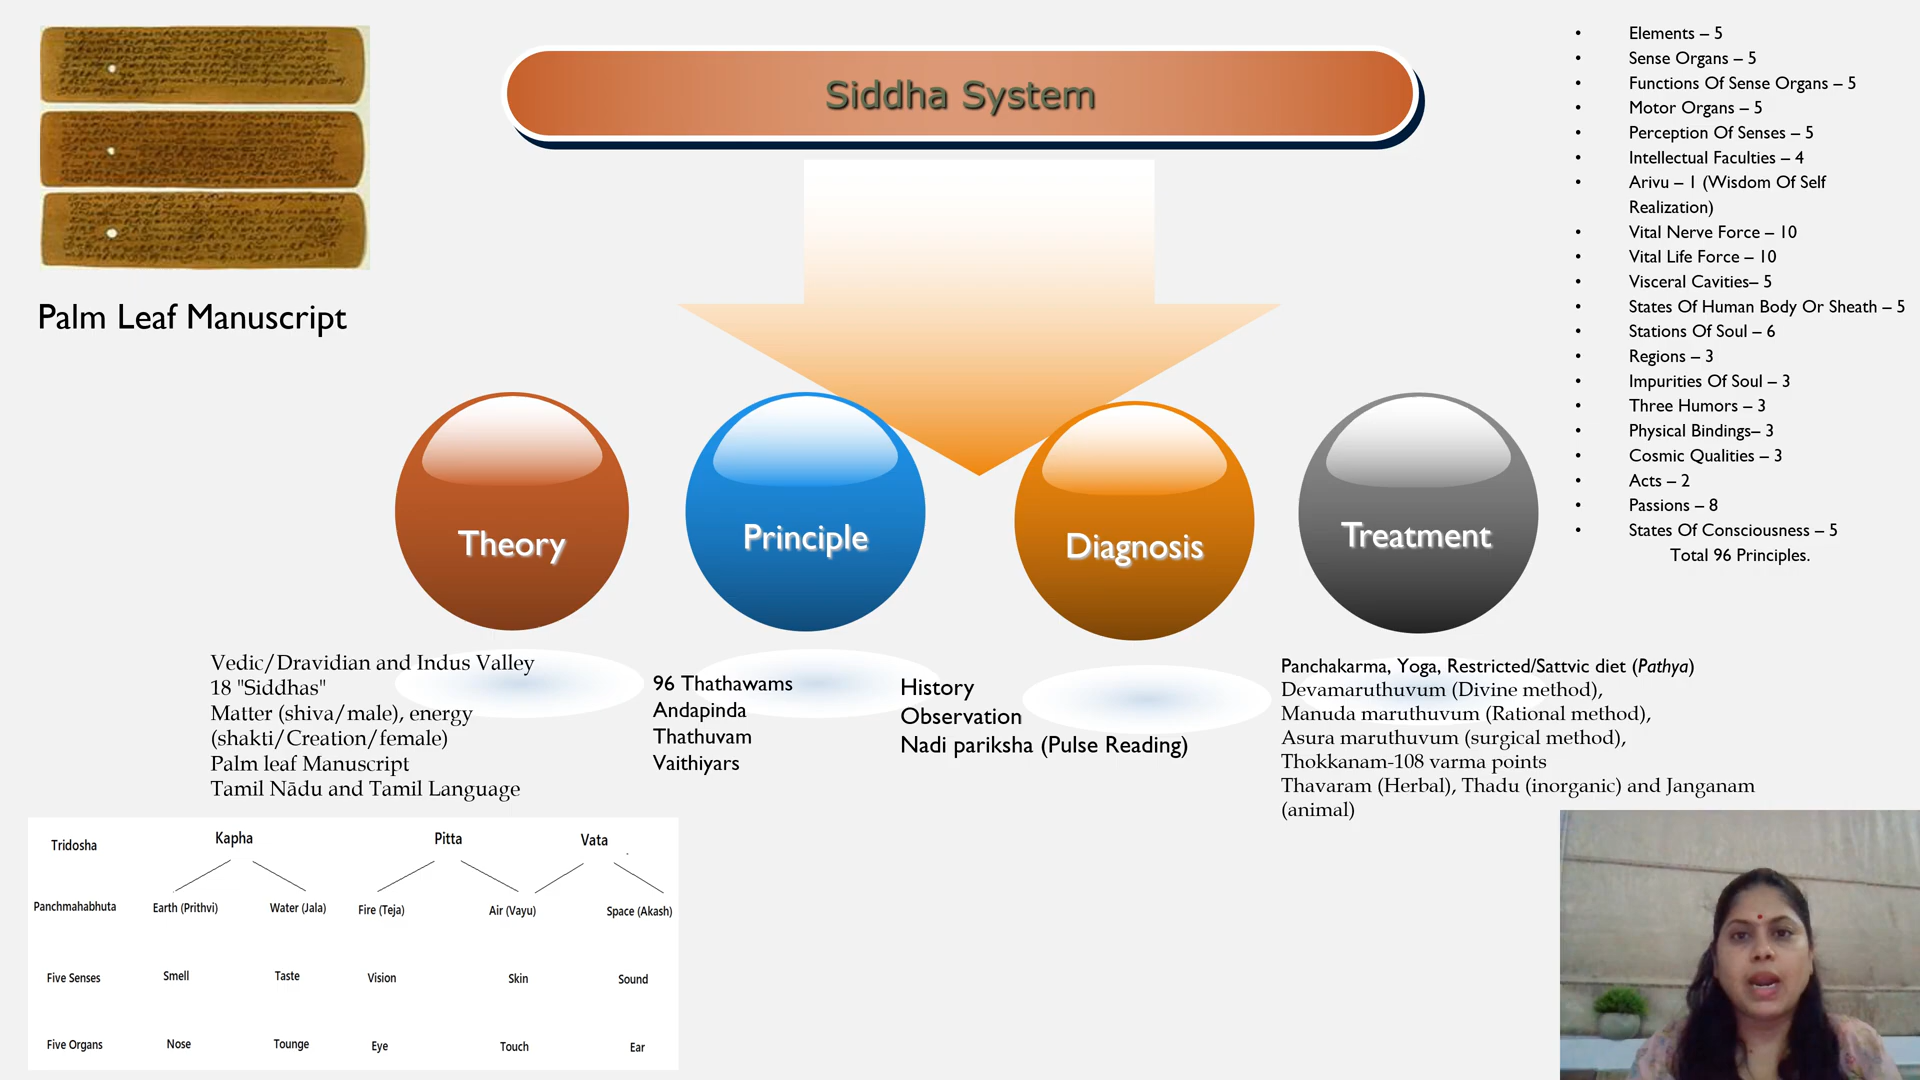 Siddha System
Palm Leaf Manuscript
Theory
Principle
Diagnosis
Treatment
Vedic/Dravidian and Indus Valley
18 "Siddhas"
Matter (shiva/male), energy
(shakti/Creation/female)
Palm leaf Manuscript
Tamil Nādu and Tamil Language
96 Thathawams
Andapinda
Thathuvam
Vaithiyars
History
Observation
Nadi pariksha (Pulse Reading)
Panchakarma, Yoga, Restricted/Sattvic diet (Pathya)
Devamaruthuvum (Divine method),
Manuda maruthuvum (Rational method),
Asura maruthuvum (surgical method),
Thokkanam-108 varma points
Thavaram (Herbal), Thadu (inorganic) and Janganam
(animal)
• Elements – 5
• Sense Organs – 5
• Functions Of Sense Organs – 5
• Motor Organs – 5
• Perception Of Senses – 5
• Intellectual Faculties – 4
• Arivu – 1 (Wisdom Of Self
Realization)
• Vital Nerve Force – 10
• Vital Life Force – 10
• Visceral Cavities– 5
• States Of Human Body Or Sheath – 5
• Stations Of Soul – 6
• Regions – 3
• Impurities Of Soul – 3
• Three Humors – 3
• Physical Bindings– 3
• Cosmic Qualities – 3
• Acts – 2
• Passions – 8
• States Of Consciousness – 5
Total 96 Principles.
Tridosha Kapha Pitta Vata
Panchmahabhuta Earth (Prithvi) Water (Jala) Fire (Teja) Air (Vayu) Space (Akash)
Five Senses Smell Taste Vision Skin Sound
Five Organs Nose Tounge Eye Touch Ear